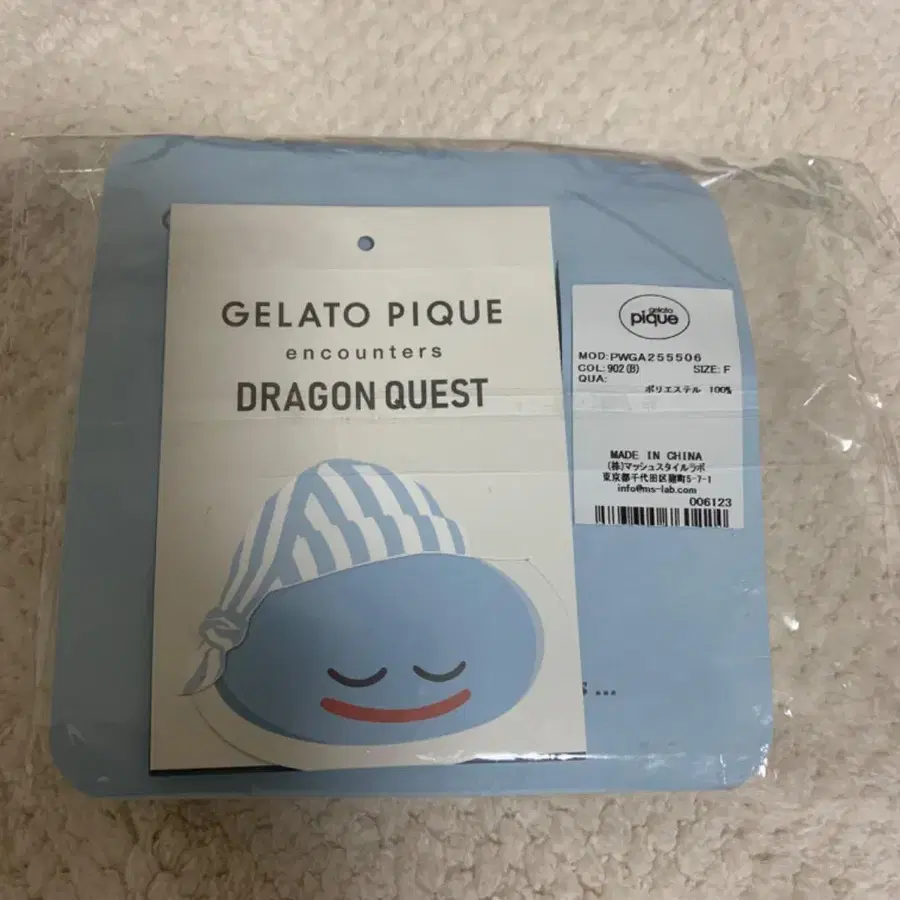 GELATO PIQUE
encounters
DRAGON QUEST
gelato
pique
MOD:PWGA255506
COL:902(B) SIZE:F
QUA:
ポリエステル 100%
MADE IN CHINA
(株)マッシュスタイルラボ
東京都千代田区麹町5-7-1
info@ms-lab.com
006123